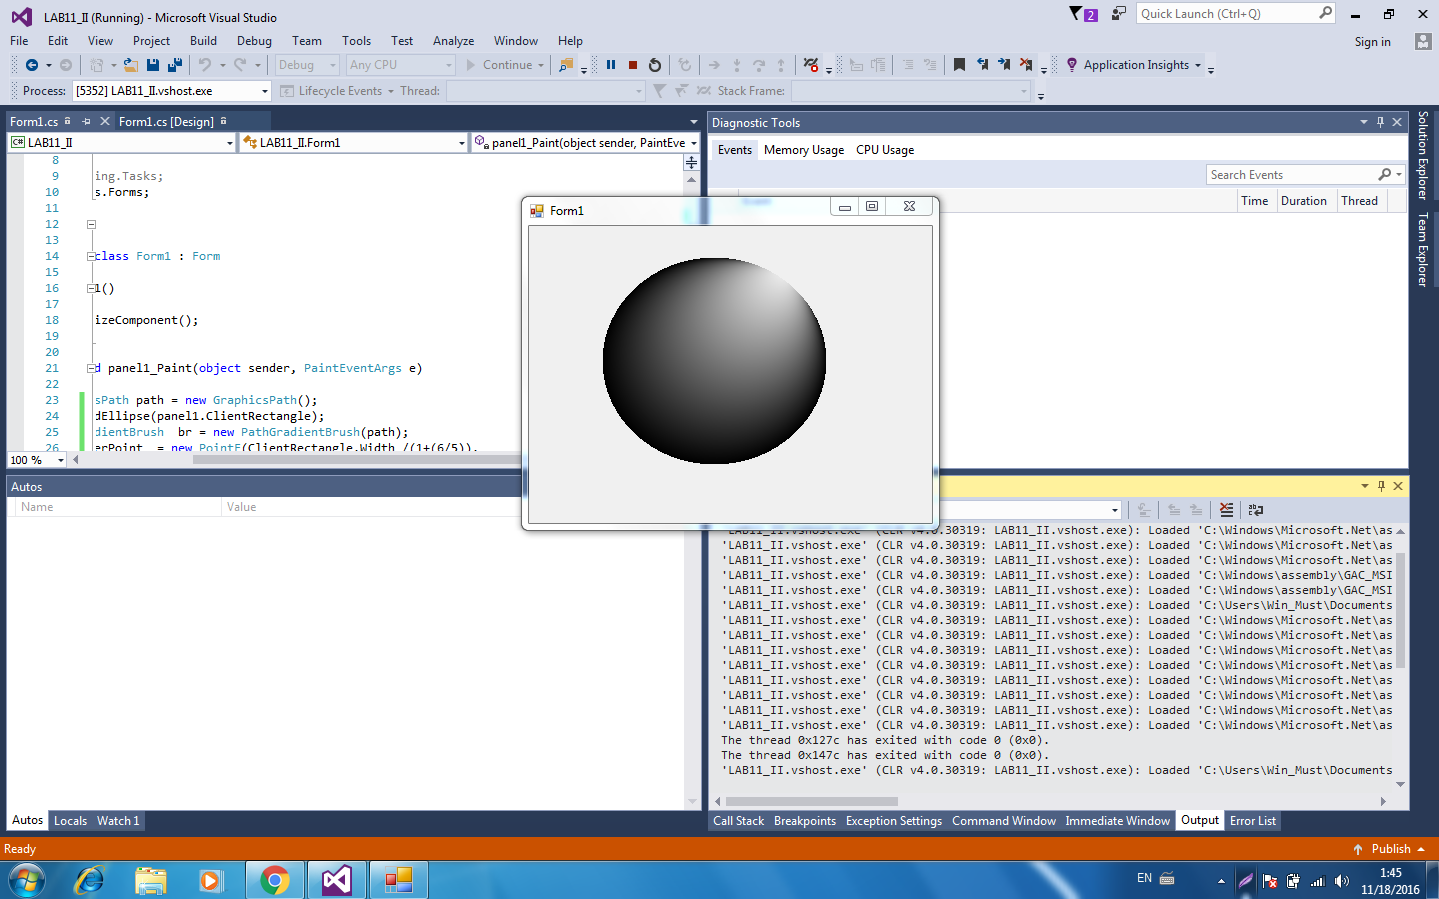 LAB11_II (Running) - Microsoft Visual Studio
2
Quick Launch (Ctrl+Q)
File Edit View Project Build Debug Team Tools Test Analyze Window Help
Sign in
Debug Any CPU Continue Application Insights
Process: [5352] LAB11_II.vshost.exe Lifecycle Events Thread: Stack Frame:
Form1.cs Form1.cs [Design]
C# LAB11_II LAB11_II.Form1 panel1_Paint(object sender, PaintEve
8
9 ing.Tasks;
10 s.Forms;
11
12
13
14 class Form1 : Form
15
16 1()
17
18 izeComponent();
19
20
21 d panel1_Paint(object sender, PaintEventArgs e)
22
23 sPath path = new GraphicsPath();
24 dEllipse(panel1.ClientRectangle);
25 dientBrush br = new PathGradientBrush(path);
26 erPoint = new PointF(ClientRectangle.Width /(1+(6/5)),
100 %
Diagnostic Tools
Events Memory Usage CPU Usage
Search Events
Time Duration Thread
Form1
Autos
Name Value
'LAB11_II.vshost.exe' (CLR v4.0.30319: LAB11_II.vshost.exe): Loaded 'C:\Windows\Microsoft.Net\as
'LAB11_II.vshost.exe' (CLR v4.0.30319: LAB11_II.vshost.exe): Loaded 'C:\Windows\Microsoft.Net\as
'LAB11_II.vshost.exe' (CLR v4.0.30319: LAB11_II.vshost.exe): Loaded 'C:\Windows\Microsoft.Net\as
'LAB11_II.vshost.exe' (CLR v4.0.30319: LAB11_II.vshost.exe): Loaded 'C:\Windows\assembly\GAC_MSI
'LAB11_II.vshost.exe' (CLR v4.0.30319: LAB11_II.vshost.exe): Loaded 'C:\Windows\assembly\GAC_MSI
'LAB11_II.vshost.exe' (CLR v4.0.30319: LAB11_II.vshost.exe): Loaded 'C:\Users\Win_Must\Documents
'LAB11_II.vshost.exe' (CLR v4.0.30319: LAB11_II.vshost.exe): Loaded 'C:\Windows\Microsoft.Net\as
'LAB11_II.vshost.exe' (CLR v4.0.30319: LAB11_II.vshost.exe): Loaded 'C:\Windows\Microsoft.Net\as
'LAB11_II.vshost.exe' (CLR v4.0.30319: LAB11_II.vshost.exe): Loaded 'C:\Windows\Microsoft.Net\as
'LAB11_II.vshost.exe' (CLR v4.0.30319: LAB11_II.vshost.exe): Loaded 'C:\Windows\Microsoft.Net\as
'LAB11_II.vshost.exe' (CLR v4.0.30319: LAB11_II.vshost.exe): Loaded 'C:\Windows\Microsoft.Net\as
'LAB11_II.vshost.exe' (CLR v4.0.30319: LAB11_II.vshost.exe): Loaded 'C:\Windows\Microsoft.Net\as
'LAB11_II.vshost.exe' (CLR v4.0.30319: LAB11_II.vshost.exe): Loaded 'C:\Windows\Microsoft.Net\as
'LAB11_II.vshost.exe' (CLR v4.0.30319: LAB11_II.vshost.exe): Loaded 'C:\Windows\Microsoft.Net\as
The thread 0x127c has exited with code 0 (0x0).
The thread 0x147c has exited with code 0 (0x0).
'LAB11_II.vshost.exe' (CLR v4.0.30319: LAB11_II.vshost.exe): Loaded 'C:\Users\Win_Must\Documents
Autos Locals Watch 1
Call Stack Breakpoints Exception Settings Command Window Immediate Window Output Error List
Solution Explorer
Team Explorer
Ready
Publish
EN
1:45
11/18/2016